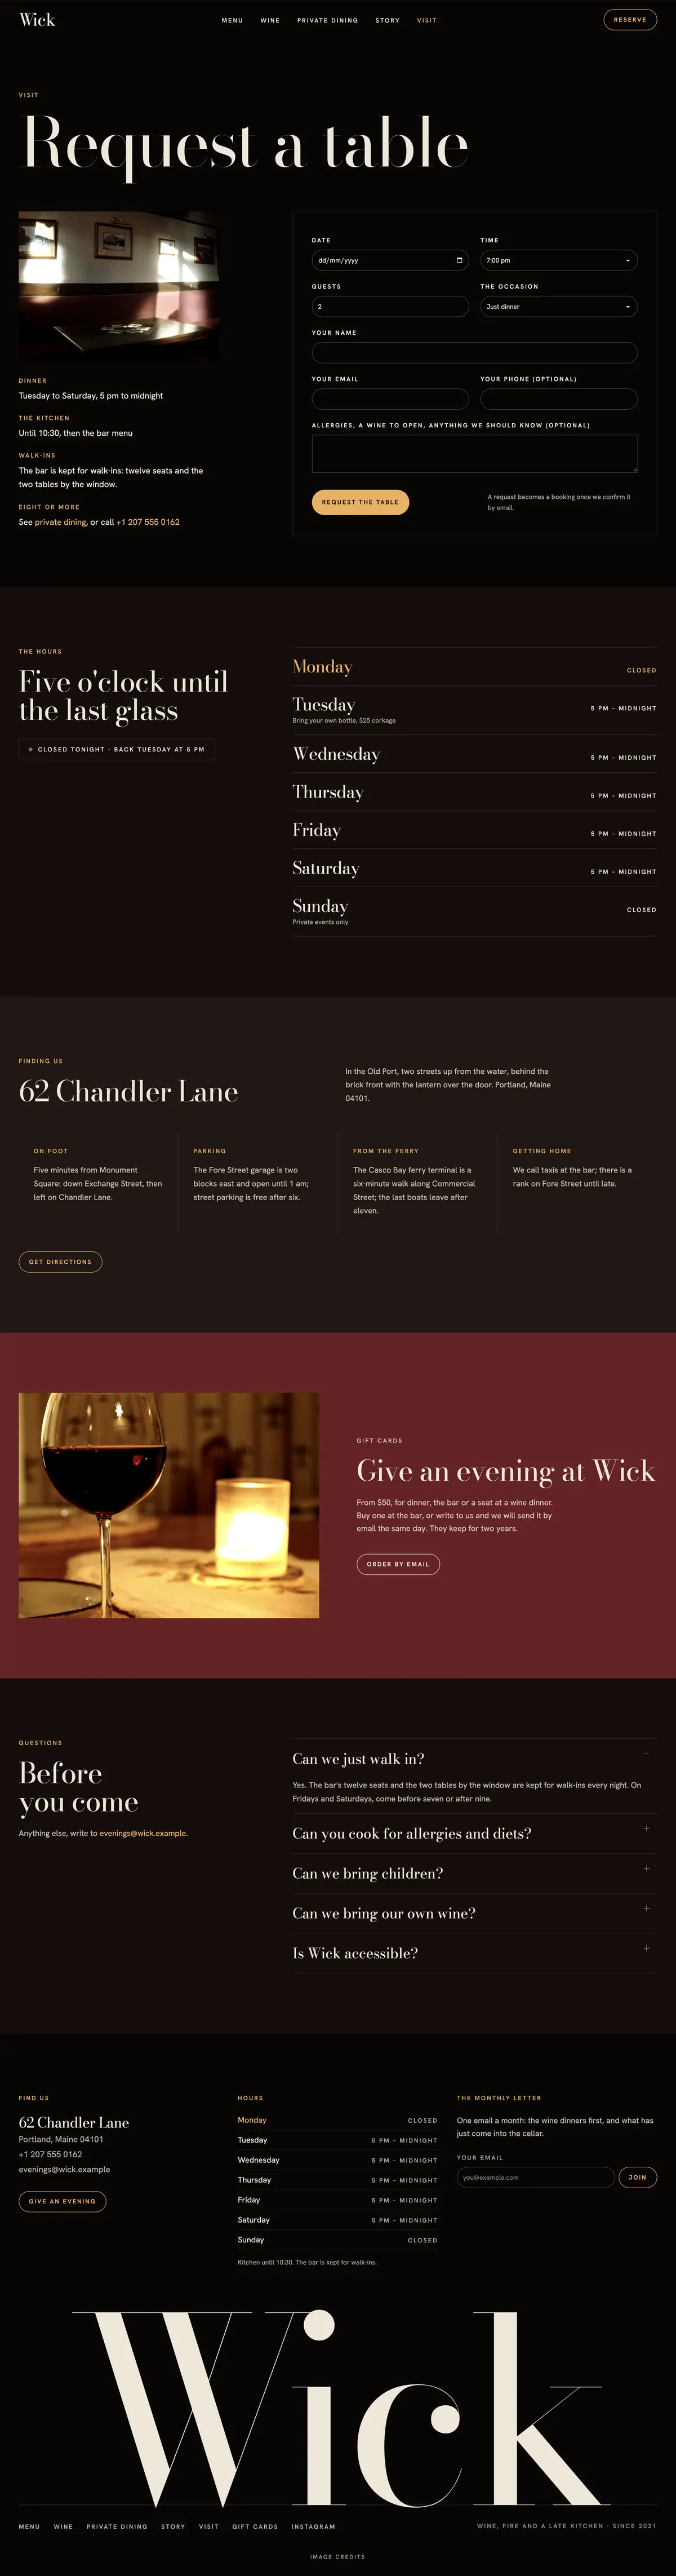 Wick
MENU
WINE
PRIVATE DINING
STORY
VISIT
RESERVE
VISIT
Request a table
DINNER
Tuesday to Saturday, 5 pm to midnight
THE KITCHEN
Until 10:30, then the bar menu
WALK-INS
The bar is kept for walk-ins: twelve seats and the
two tables by the window.
EIGHT OR MORE
See private dining, or call +1 207 555 0162
DATE
TIME
dd/mm/yyyy
7:00 pm
GUESTS
THE OCCASION
2
Just dinner
YOUR NAME
YOUR EMAIL
YOUR PHONE (OPTIONAL)
ALLERGIES, A WINE TO OPEN, ANYTHING WE SHOULD KNOW (OPTIONAL)
REQUEST THE TABLE
A request becomes a booking once we confirm it
by email.
THE HOURS
Five o'clock until
the last glass
CLOSED TONIGHT · BACK TUESDAY AT 5 PM
Monday
CLOSED
Tuesday
Bring your own bottle, $25 corkage
5 PM – MIDNIGHT
Wednesday
5 PM – MIDNIGHT
Thursday
5 PM – MIDNIGHT
Friday
5 PM – MIDNIGHT
Saturday
5 PM – MIDNIGHT
Sunday
Private events only
CLOSED
FINDING US
62 Chandler Lane
In the Old Port, two streets up from the water, behind the
brick front with the lantern over the door. Portland, Maine
04101.
ON FOOT
Five minutes from Monument
Square: down Exchange Street, then
left on Chandler Lane.
PARKING
The Fore Street garage is two
blocks east and open until 1 am;
street parking is free after six.
FROM THE FERRY
The Casco Bay ferry terminal is a
six-minute walk along Commercial
Street; the last boats leave after
eleven.
GETTING HOME
We call taxis at the bar; there is a
rank on Fore Street until late.
GET DIRECTIONS
GIFT CARDS
Give an evening at Wick
From $50, for dinner, the bar or a seat at a wine dinner.
Buy one at the bar, or write to us and we will send it by
email the same day. They keep for two years.
ORDER BY EMAIL
QUESTIONS
Before
you come
Anything else, write to evenings@wick.example.
Can we just walk in?
–
Yes. The bar's twelve seats and the two tables by the window are kept for walk-ins every night. On
Fridays and Saturdays, come before seven or after nine.
Can you cook for allergies and diets?
+
Can we bring children?
+
Can we bring our own wine?
+
Is Wick accessible?
+
FIND US
62 Chandler Lane
Portland, Maine 04101
+1 207 555 0162
evenings@wick.example
GIVE AN EVENING
HOURS
Monday
CLOSED
Tuesday
5 PM – MIDNIGHT
Wednesday
5 PM – MIDNIGHT
Thursday
5 PM – MIDNIGHT
Friday
5 PM – MIDNIGHT
Saturday
5 PM – MIDNIGHT
Sunday
CLOSED
Kitchen until 10:30. The bar is kept for walk-ins.
THE MONTHLY LETTER
One email a month: the wine dinners first, and what has
just come into the cellar.
YOUR EMAIL
you@example.com
JOIN
Wick
MENU
WINE
PRIVATE DINING
STORY
VISIT
GIFT CARDS
INSTAGRAM
WINE, FIRE AND A LATE KITCHEN · SINCE 2021
IMAGE CREDITS